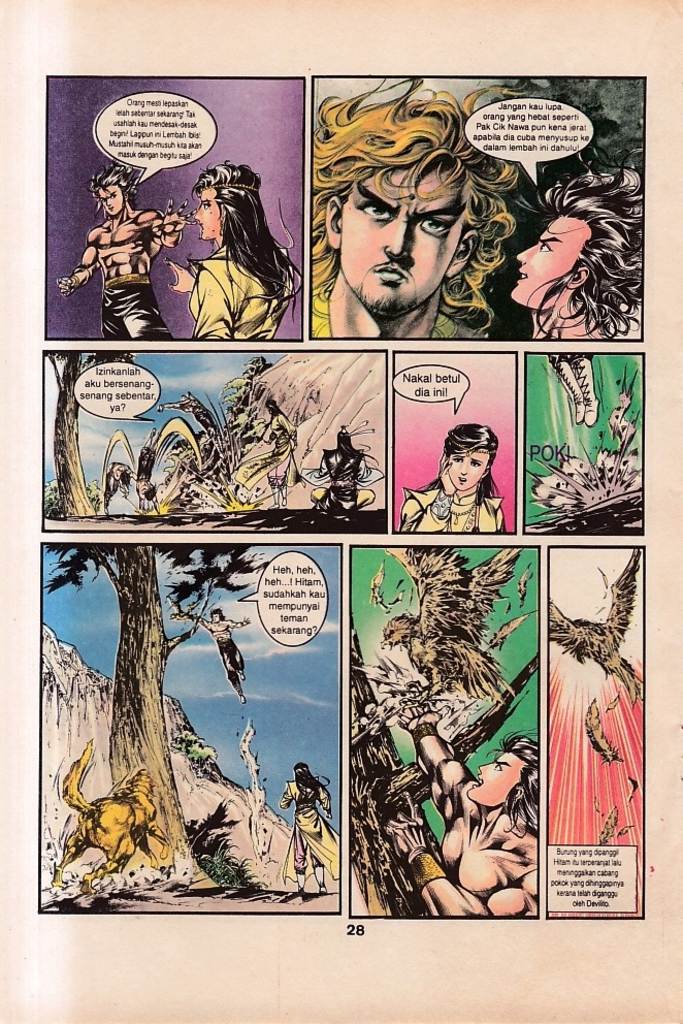 Orang mesti lepaskan
lelah sebentar sekarang! Tak
usahlah kau mendesak-desak
begini! Lagipun ini Lembah Iblis!
Mustahil musuh-musuh kita akan
masuk dengan begitu saja!
Jangan kau lupa,
orang yang hebat seperti
Pak Cik Nawa pun kena jerat
apabila dia cuba menyusup ke
dalam lembah ini dahulu!
Izinkanlah
aku bersenang-
senang sebentar,
ya?
Nakal betul
dia ini!
POK!
Heh, heh,
heh...! Hitam,
sudahkah kau
mempunyai
teman
sekarang?
Burung yang dipanggil
Hitam itu terperanjat lalu
meninggalkan cabang
pokok yang dihinggapinya
kerana telah diganggu
oleh Devilito.
28